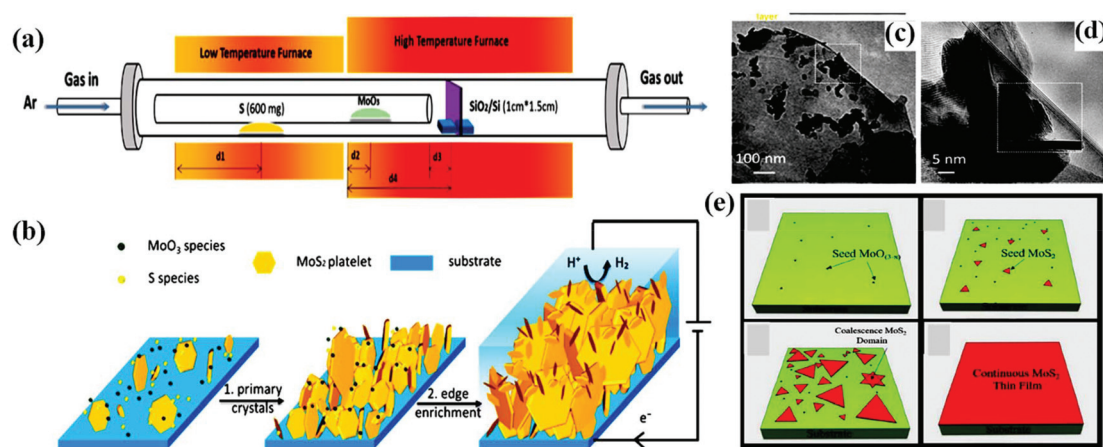 (a)
Low Temperature Furnace
High Temperature Furnace
Gas in
Ar
S (600 mg)
MoO₃
SiO₂/Si (1cm*1.5cm)
Gas out
d1
d2
d3
d4
layer
(c)
100 nm
(d)
5 nm
(b)
MoO₃ species
S species
MoS₂ platelet
substrate
1. primary
crystals
2. edge
enrichment
H⁺
H₂
e⁻
(e)
Seed MoO₍₃₋ₓ₎
Seed MoS₂
Coalescence MoS₂
Domain
Continuous MoS₂
Thin Film
Substrate